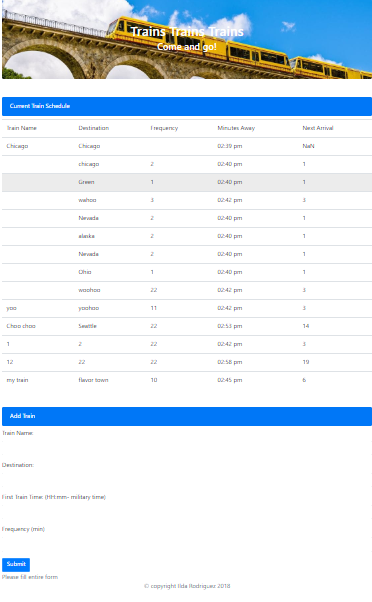 Trains Trains Trains
Come and go!
Current Train Schedule
Train Name Destination Frequency Minutes Away Next Arrival
Chicago Chicago 02:39 pm NaN
chicago 2 02:40 pm 1
Green 1 02:40 pm 1
wahoo 3 02:42 pm 3
Nevada 2 02:40 pm 1
alaska 2 02:40 pm 1
Nevada 2 02:40 pm 1
Ohio 1 02:40 pm 1
woohoo 22 02:42 pm 3
yoo yoohoo 11 02:42 pm 3
Choo choo Seattle 22 02:53 pm 14
1 2 22 02:42 pm 3
12 22 22 02:58 pm 19
my train flavor town 10 02:45 pm 6
Add Train
Train Name:
Destination:
First Train Time: (HH:mm- military time)
Frequency (min)
Submit
Please fill entire form
© copyright Ilda Rodriguez 2018